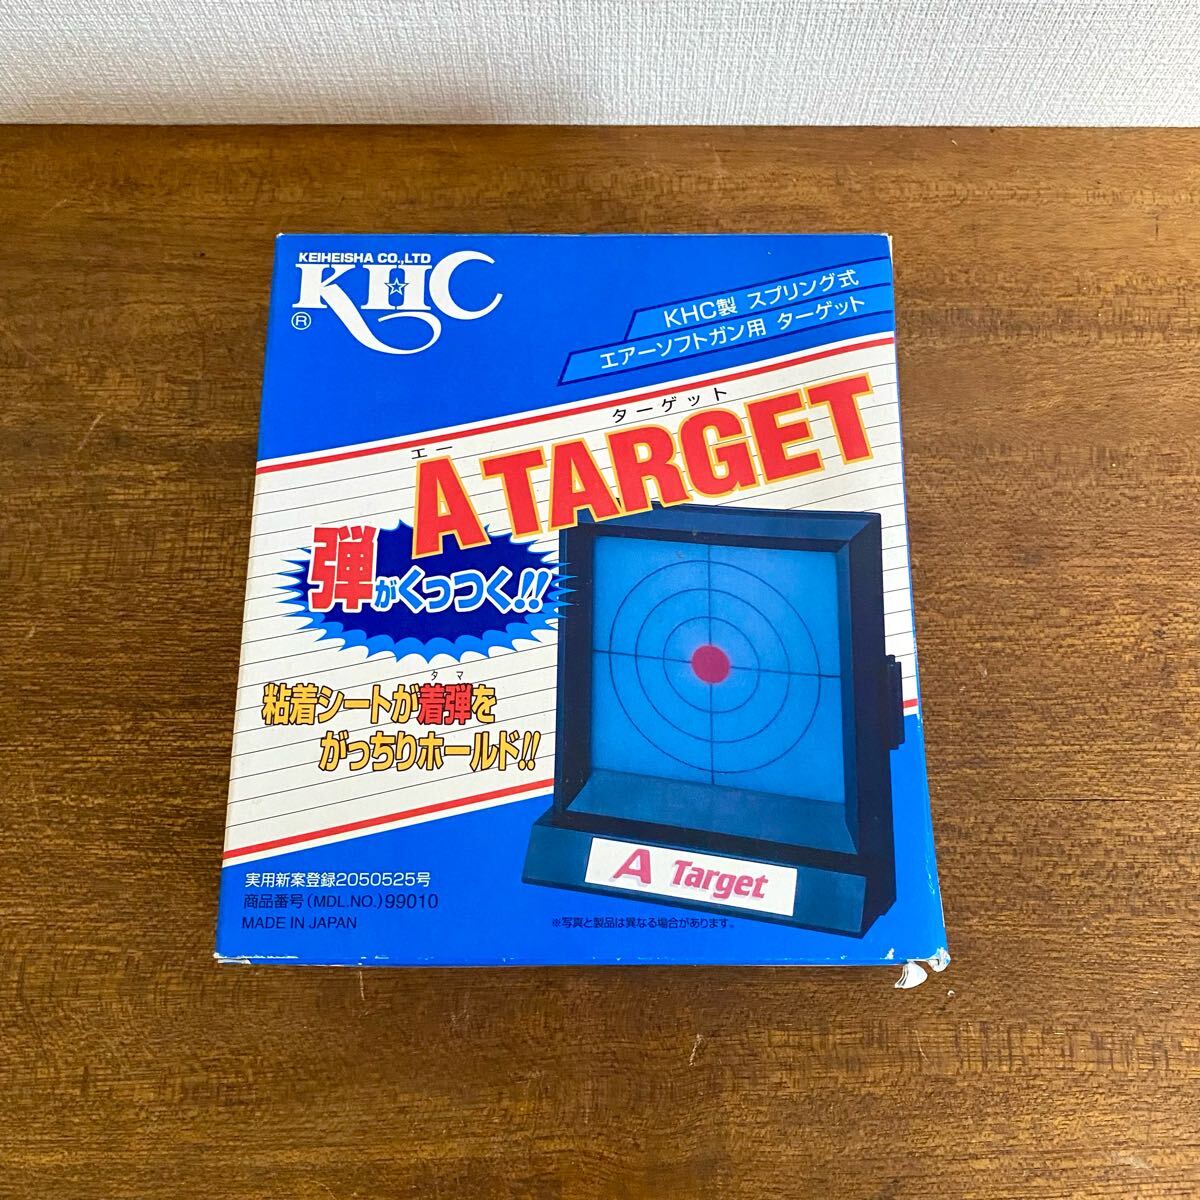 KEIHEISHA CO.,LTD
KHC
®
KHC製 スプリング式
エアーソフトガン用 ターゲット
エー ターゲット
A TARGET
弾がくっつく!!
タマ
粘着シートが着弾を
がっちりホールド!!
A Target
実用新案登録2050525号
商品番号(MDL.NO.)99010
MADE IN JAPAN
※写真と製品は異なる場合があります。